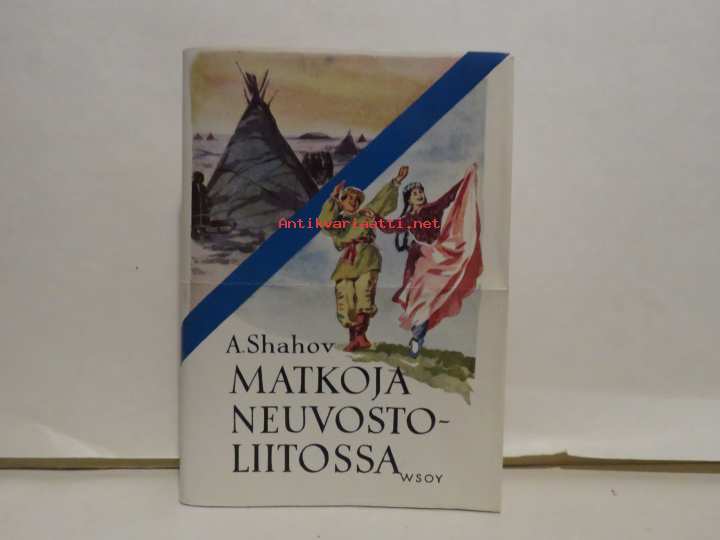 Antikvariaatti.net
A.Shahov
MATKOJA
NEUVOSTO-
LIITOSSA
WSOY